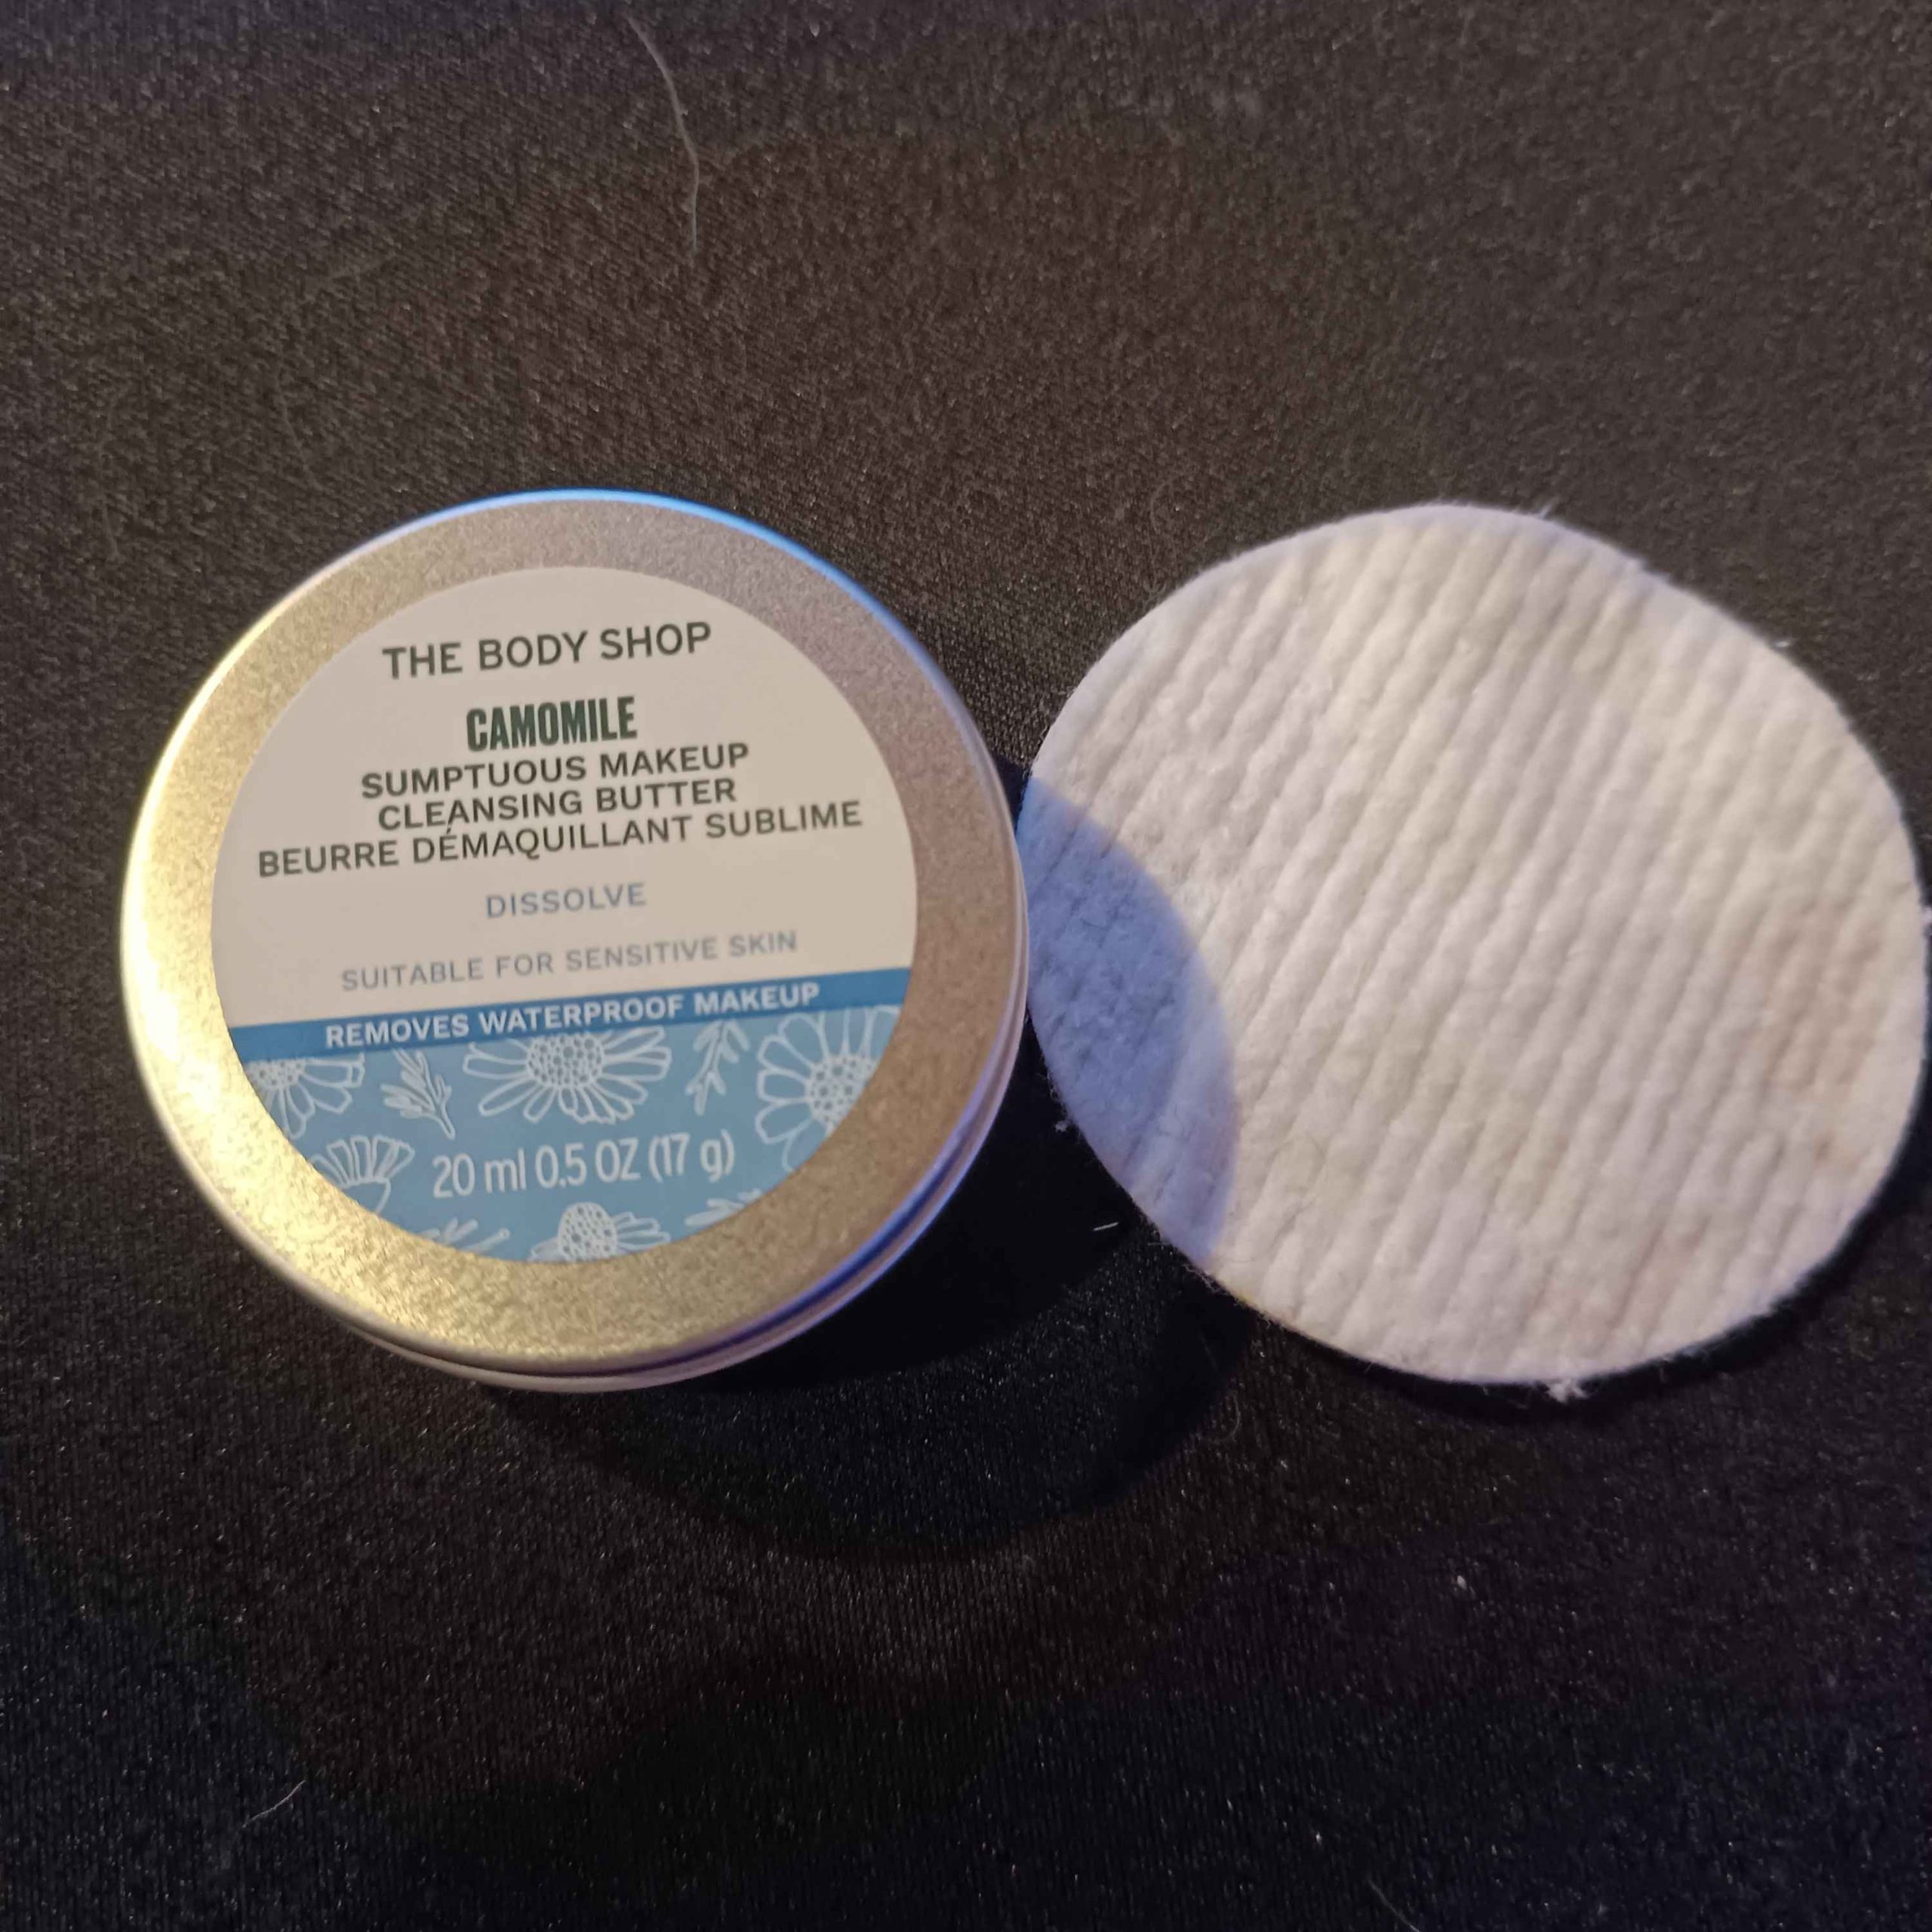 THE BODY SHOP
CAMOMILE
SUMPTUOUS MAKEUP
CLEANSING BUTTER
BEURRE DÉMAQUILLANT SUBLIME
DISSOLVE
SUITABLE FOR SENSITIVE SKIN
REMOVES WATERPROOF MAKEUP
20 ml 0.5 OZ (17 g)